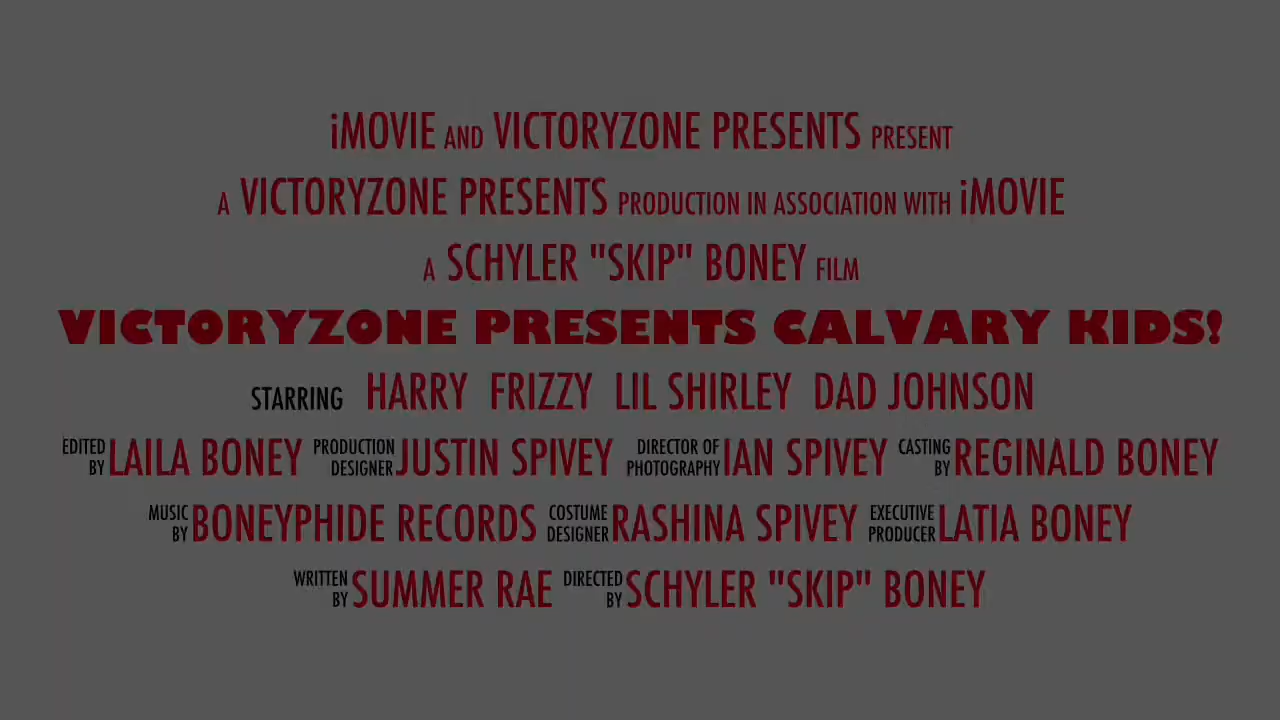 iMOVIE AND VICTORYZONE PRESENTS PRESENT
A VICTORYZONE PRESENTS PRODUCTION IN ASSOCIATION WITH iMOVIE
A SCHYLER "SKIP" BONEY FILM
VICTORYZONE PRESENTS CALVARY KIDS!
STARRING HARRY FRIZZY LIL SHIRLEY DAD JOHNSON
EDITED BY LAILA BONEY PRODUCTION DESIGNER JUSTIN SPIVEY DIRECTOR OF PHOTOGRAPHY IAN SPIVEY CASTING BY REGINALD BONEY
MUSIC BY BONEYPHIDE RECORDS COSTUME DESIGNER RASHINA SPIVEY EXECUTIVE PRODUCER LATIA BONEY
WRITTEN BY SUMMER RAE DIRECTED BY SCHYLER "SKIP" BONEY